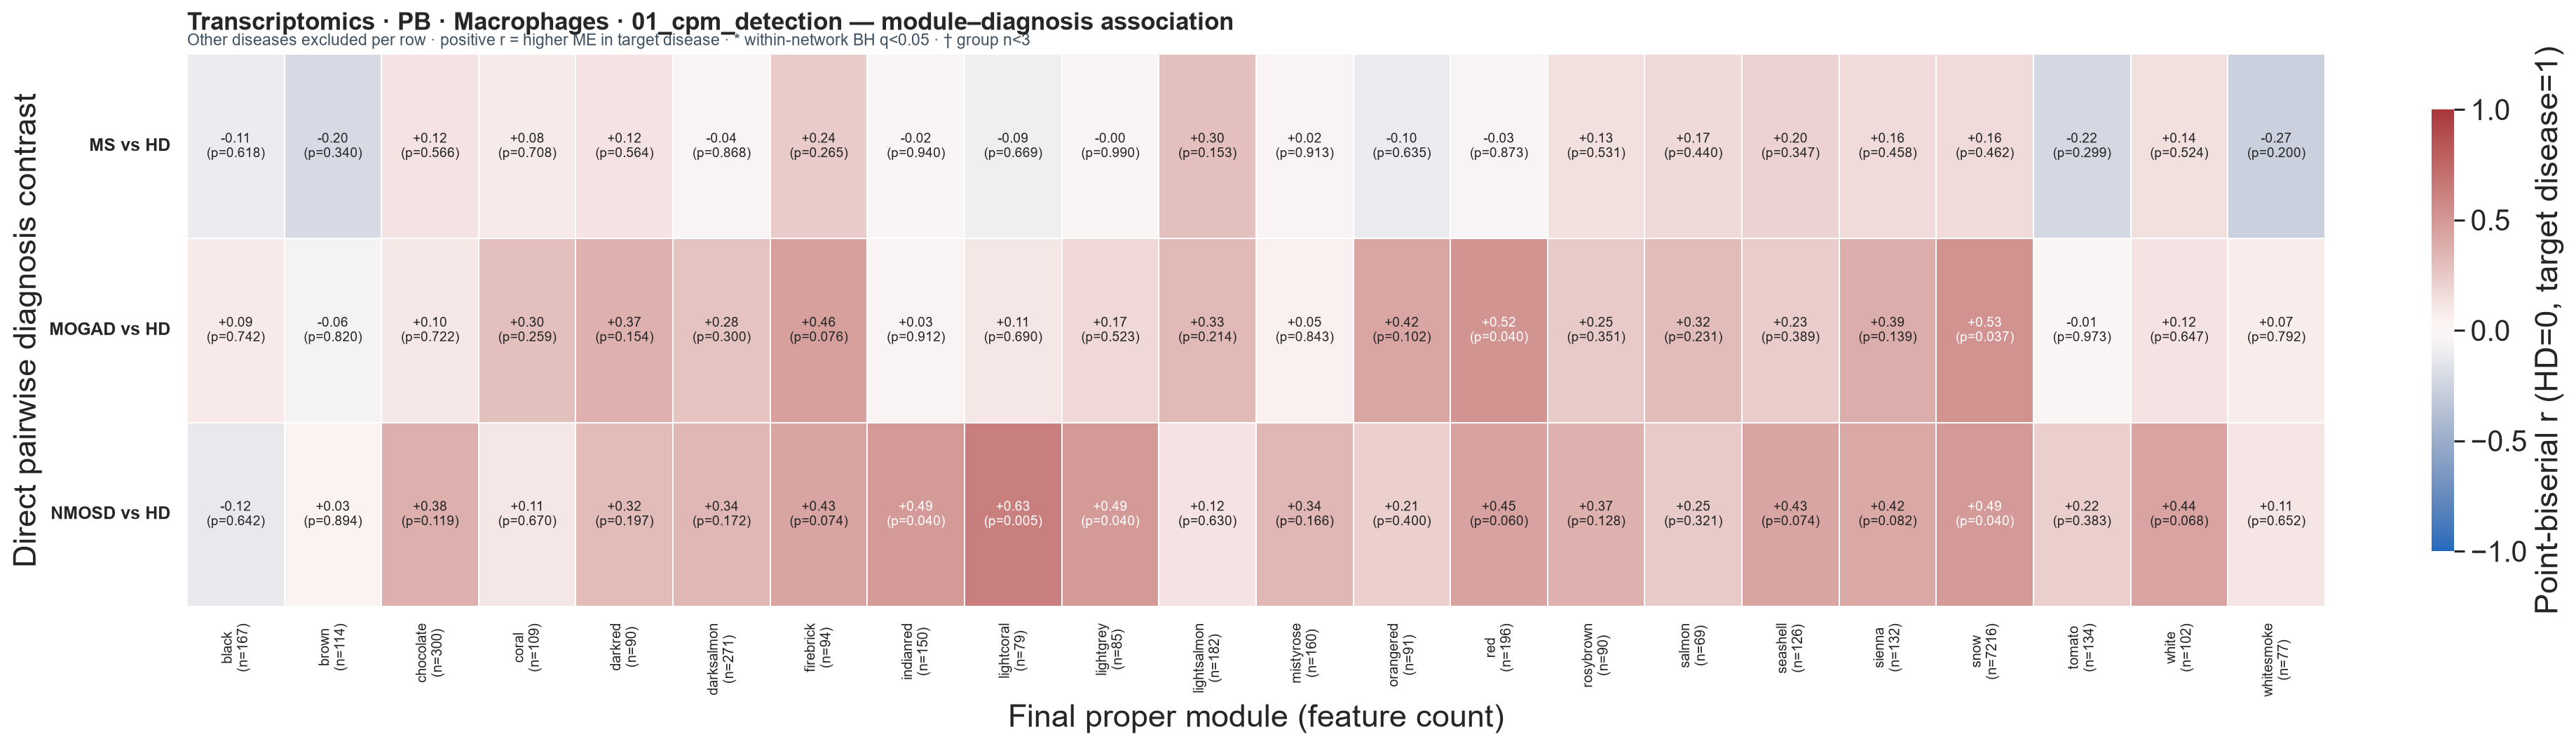 Transcriptomics · PB · Macrophages · 01_cpm_detection — module–diagnosis association
Other diseases excluded per row · positive r = higher ME in target disease · * within-network BH q<0.05 · † group n<3
Direct pairwise diagnosis contrast
MS vs HD
-0.11 -0.20 +0.12 +0.08 +0.12 -0.04 +0.24 -0.02 -0.09 -0.00 +0.30 +0.02 -0.10 -0.03 +0.13 +0.17 +0.20 +0.16 +0.16 -0.22 +0.14 -0.27
(p=0.618) (p=0.340) (p=0.566) (p=0.708) (p=0.564) (p=0.868) (p=0.265) (p=0.940) (p=0.669) (p=0.990) (p=0.153) (p=0.913) (p=0.635) (p=0.873) (p=0.531) (p=0.440) (p=0.347) (p=0.458) (p=0.462) (p=0.299) (p=0.524) (p=0.200)
MOGAD vs HD
+0.09 -0.06 +0.10 +0.30 +0.37 +0.28 +0.46 +0.03 +0.11 +0.17 +0.33 +0.05 +0.42 +0.52 +0.25 +0.32 +0.23 +0.39 +0.53 -0.01 +0.12 +0.07
(p=0.742) (p=0.820) (p=0.722) (p=0.259) (p=0.154) (p=0.300) (p=0.076) (p=0.912) (p=0.690) (p=0.523) (p=0.214) (p=0.843) (p=0.102) (p=0.040) (p=0.351) (p=0.231) (p=0.389) (p=0.139) (p=0.037) (p=0.973) (p=0.647) (p=0.792)
NMOSD vs HD
-0.12 +0.03 +0.38 +0.11 +0.32 +0.34 +0.43 +0.49 +0.63 +0.49 +0.12 +0.34 +0.21 +0.45 +0.37 +0.25 +0.43 +0.42 +0.49 +0.22 +0.44 +0.11
(p=0.642) (p=0.894) (p=0.119) (p=0.670) (p=0.197) (p=0.172) (p=0.074) (p=0.040) (p=0.005) (p=0.040) (p=0.630) (p=0.166) (p=0.400) (p=0.060) (p=0.128) (p=0.321) (p=0.074) (p=0.082) (p=0.040) (p=0.383) (p=0.068) (p=0.652)
black
(n=167)
brown
(n=114)
chocolate
(n=300)
coral
(n=109)
darkred
(n=90)
darksalmon
(n=271)
firebrick
(n=94)
indianred
(n=150)
lightcoral
(n=79)
lightgrey
(n=85)
lightsalmon
(n=182)
mistyrose
(n=160)
orangered
(n=91)
red
(n=196)
rosybrown
(n=90)
salmon
(n=69)
seashell
(n=126)
sienna
(n=132)
snow
(n=7216)
tomato
(n=134)
white
(n=102)
whitesmoke
(n=77)
Final proper module (feature count)
1.0
0.5
0.0
−0.5
−1.0
Point-biserial r (HD=0, target disease=1)